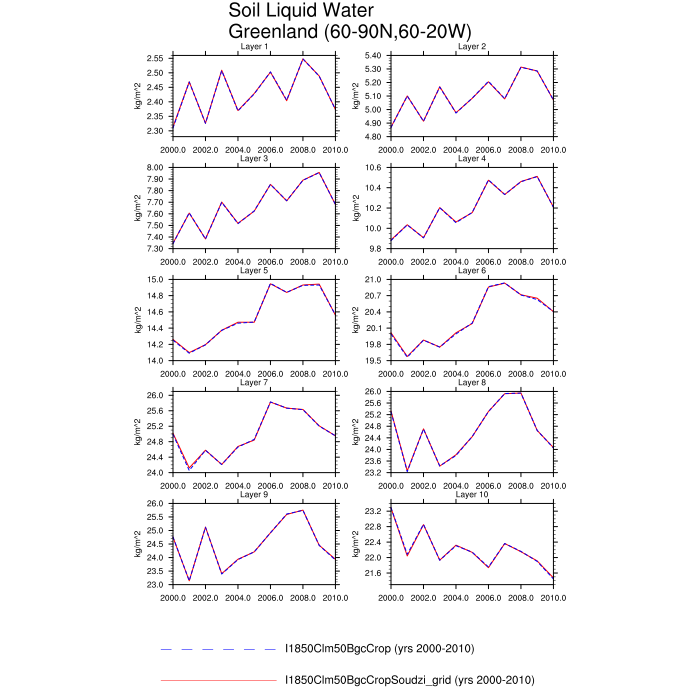 Soil Liquid Water
Greenland (60-90N,60-20W)
Layer 1
Layer 2
kg/m^2
2.55
2.50
2.45
2.40
2.35
2.30
2000.0 2002.0 2004.0 2006.0 2008.0 2010.0
kg/m^2
5.40
5.30
5.20
5.10
5.00
4.90
4.80
2000.0 2002.0 2004.0 2006.0 2008.0 2010.0
Layer 3
Layer 4
kg/m^2
8.00
7.90
7.80
7.70
7.60
7.50
7.40
7.30
2000.0 2002.0 2004.0 2006.0 2008.0 2010.0
kg/m^2
10.6
10.4
10.2
10.0
9.8
2000.0 2002.0 2004.0 2006.0 2008.0 2010.0
Layer 5
Layer 6
kg/m^2
15.0
14.8
14.6
14.4
14.2
14.0
2000.0 2002.0 2004.0 2006.0 2008.0 2010.0
kg/m^2
21.0
20.7
20.4
20.1
19.8
19.5
2000.0 2002.0 2004.0 2006.0 2008.0 2010.0
Layer 7
Layer 8
kg/m^2
26.0
25.6
25.2
24.8
24.4
24.0
2000.0 2002.0 2004.0 2006.0 2008.0 2010.0
kg/m^2
26.0
25.6
25.2
24.8
24.4
24.0
23.6
23.2
2000.0 2002.0 2004.0 2006.0 2008.0 2010.0
Layer 9
Layer 10
kg/m^2
26.0
25.5
25.0
24.5
24.0
23.5
23.0
2000.0 2002.0 2004.0 2006.0 2008.0 2010.0
kg/m^2
23.2
22.8
22.4
22.0
21.6
2000.0 2002.0 2004.0 2006.0 2008.0 2010.0
I1850Clm50BgcCrop (yrs 2000-2010)
I1850Clm50BgcCropSoudzi_grid (yrs 2000-2010)